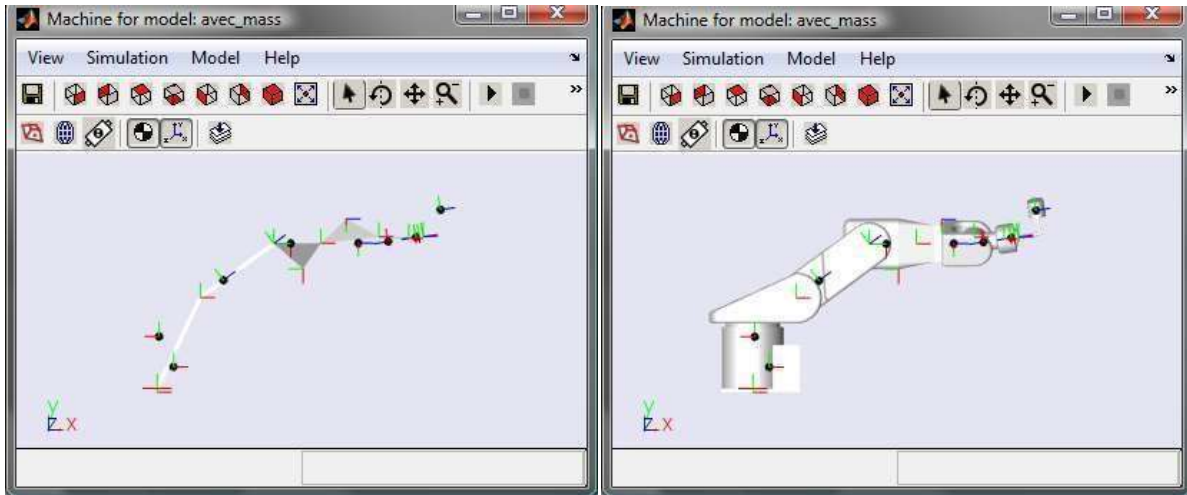 Machine for model: avec_mass
View Simulation Model Help
»
y
z x
Machine for model: avec_mass
View Simulation Model Help
»
y
z x